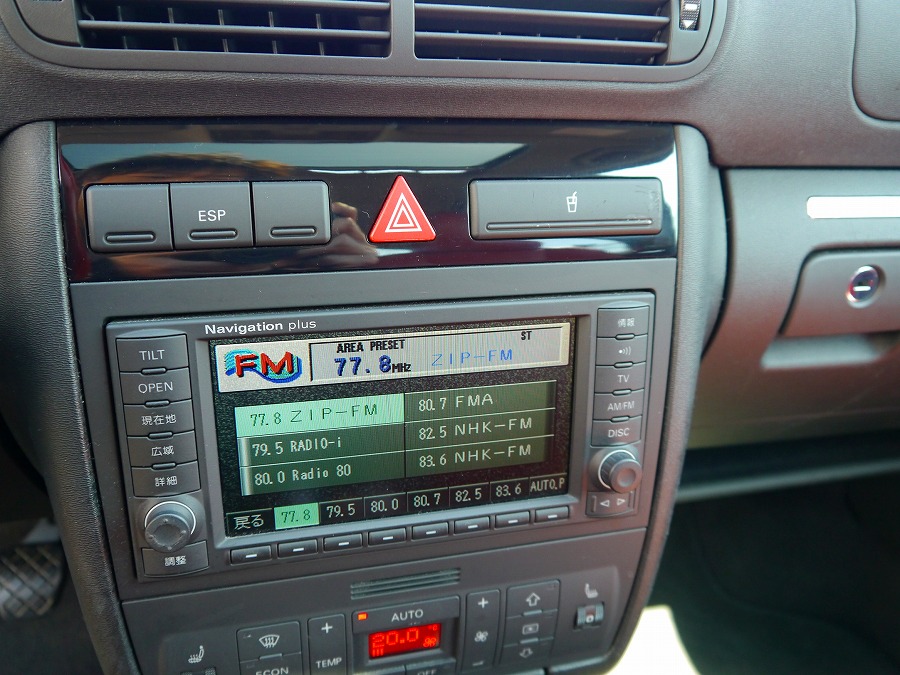 ESP
Navigation plus
TILT
OPEN
現在地
広域
詳細
調整
FM
AREA PRESET
ST
77.8MHz
ZIP-FM
77.8 ZIP-FM
79.5 RADIO-i
80.0 Radio 80
80.7 FMA
82.5 NHK-FM
83.6 NHK-FM
戻る 77.8 79.5 80.0 80.7 82.5 83.6 AUTO.P
情報
TV
AM/FM
DISC
AUTO
20.0
- +
TEMP
ECON
+
-
OFF